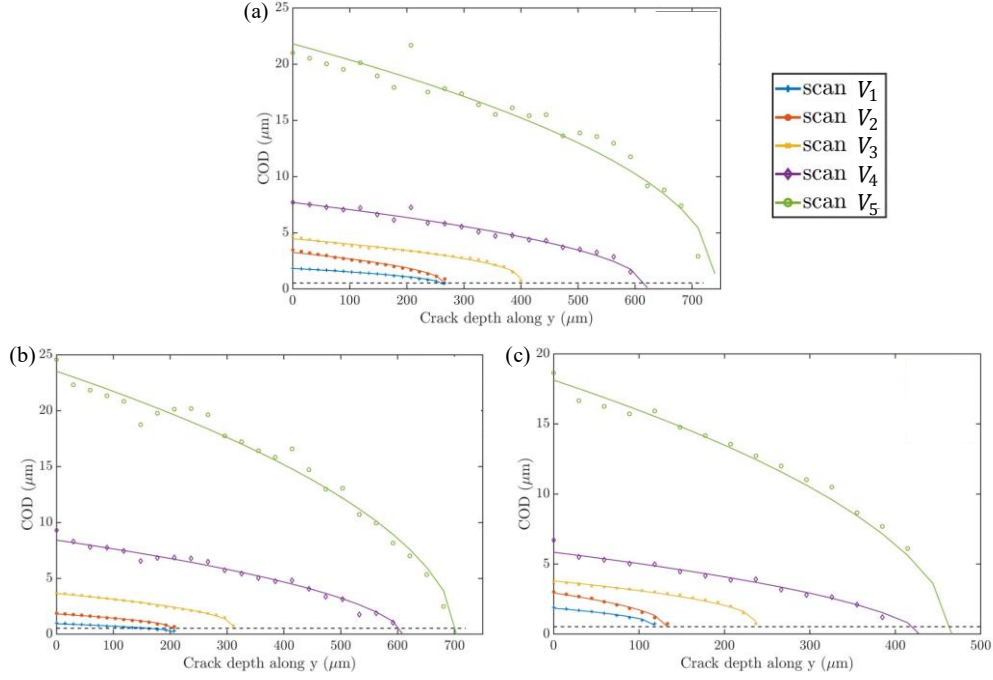 (a)
25
20
15
10
5
0
COD (μm)
0 100 200 300 400 500 600 700
Crack depth along y (μm)
scan V1
scan V2
scan V3
scan V4
scan V5
(b)
25
20
15
10
5
0
COD (μm)
0 100 200 300 400 500 600 700
Crack depth along y (μm)
(c)
20
15
10
5
0
COD (μm)
0 100 200 300 400 500
Crack depth along y (μm)